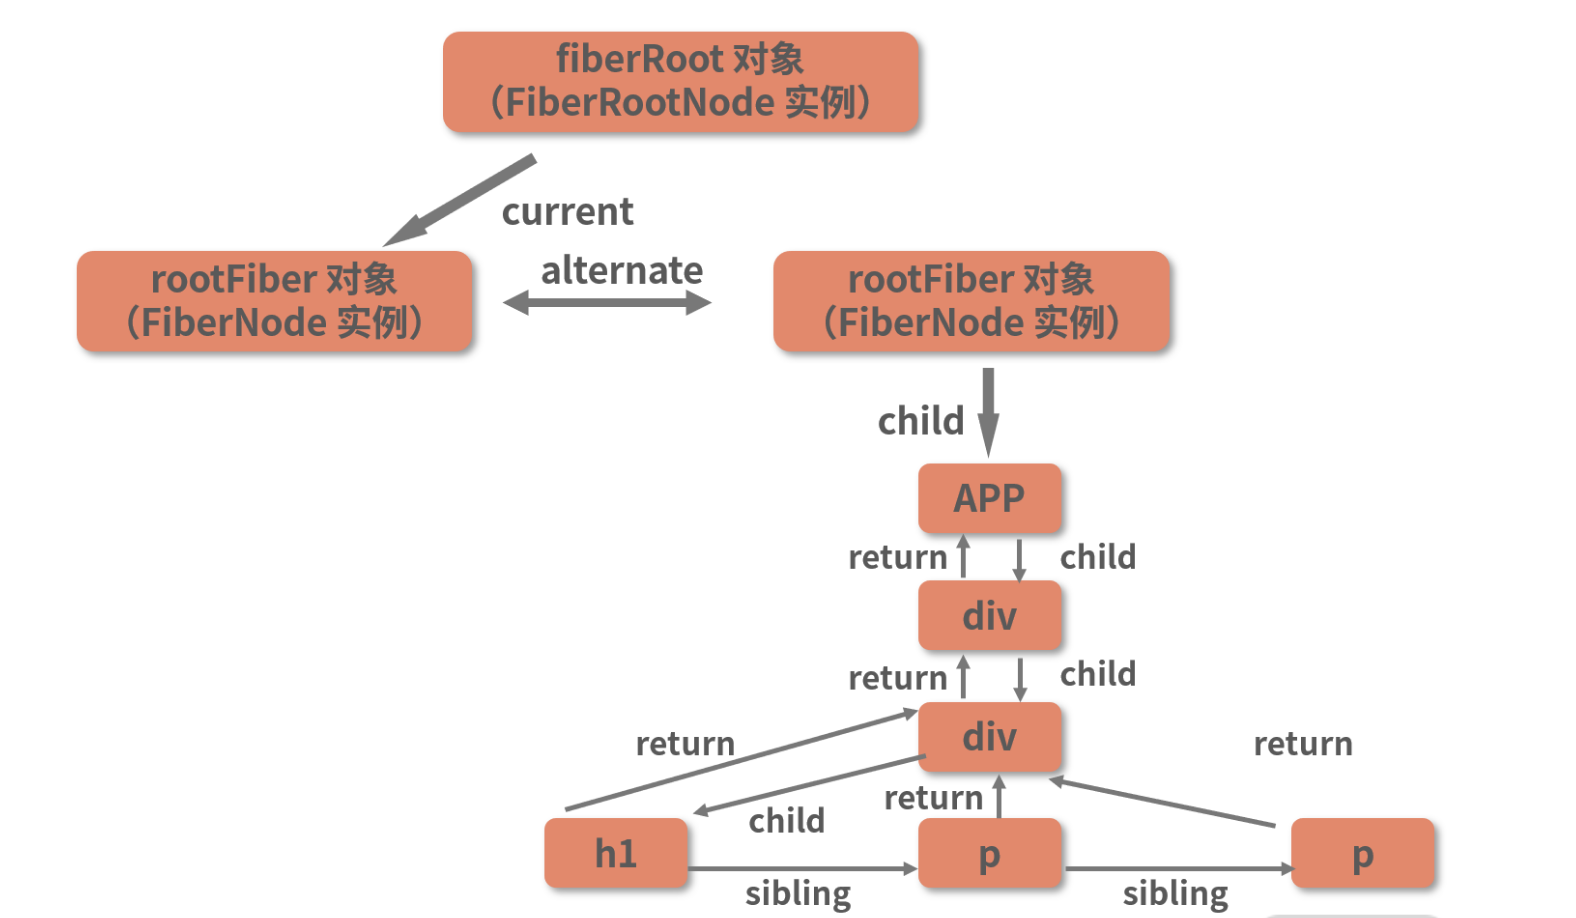 fiberRoot 对象
（FiberRootNode 实例）
current
alternate
rootFiber 对象
（FiberNode 实例）
rootFiber 对象
（FiberNode 实例）
child
APP
return
child
div
return
child
return
div
return
return
child
h1
p
p
sibling
sibling